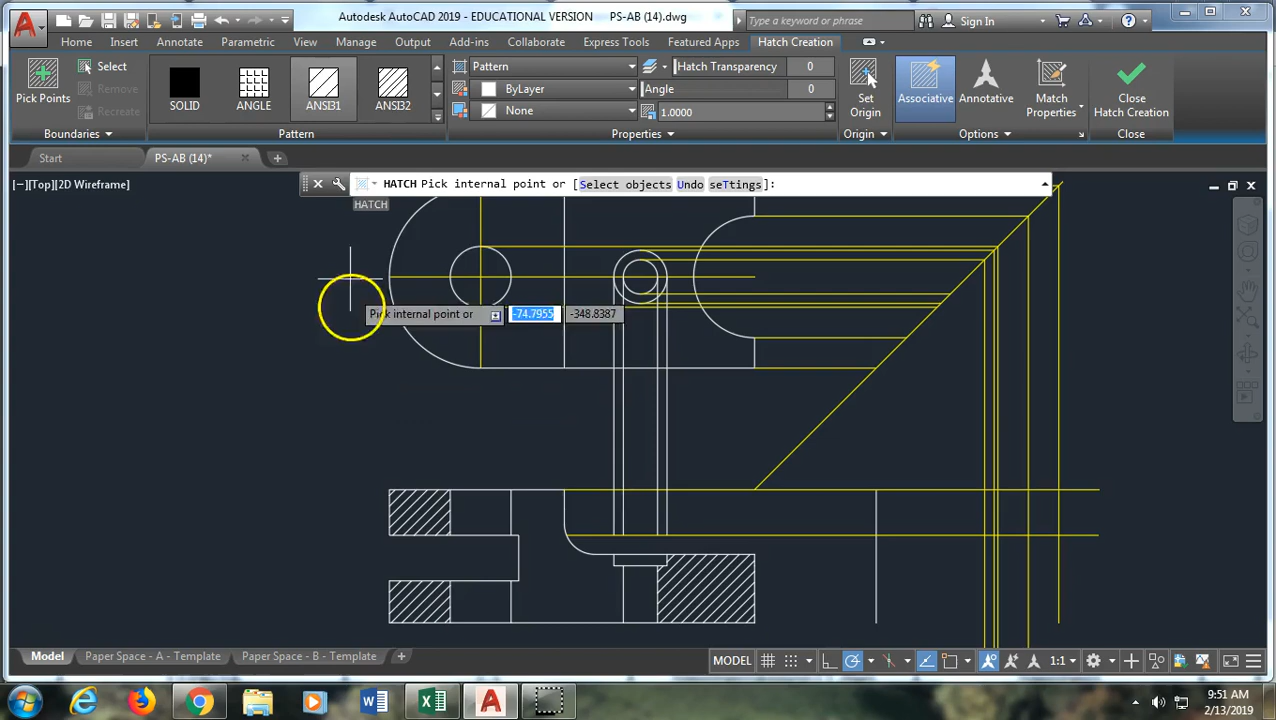 Autodesk AutoCAD 2019 - EDUCATIONAL VERSION PS-AB (14).dwg
Type a keyword or phrase
Sign In
Home Insert Annotate Parametric View Manage Output Add-ins Collaborate Express Tools Featured Apps Hatch Creation
Pick Points
Select
Remove
Recreate
Boundaries
SOLID ANGLE ANSI31 ANSI32
Pattern
Pattern
ByLayer
None
Hatch Transparency 0
Angle 0
1.0000
Properties
Set Origin
Origin
Associative
Annotative
Match Properties
Options
Close Hatch Creation
Close
Start PS-AB (14)*
[−][Top][2D Wireframe]
HATCH Pick internal point or [Select objects Undo seTtings]:
HATCH
Pick internal point or -74.7955 -348.8387
Model Paper Space - A - Template Paper Space - B - Template
MODEL 1:1
9:51 AM
2/13/2019